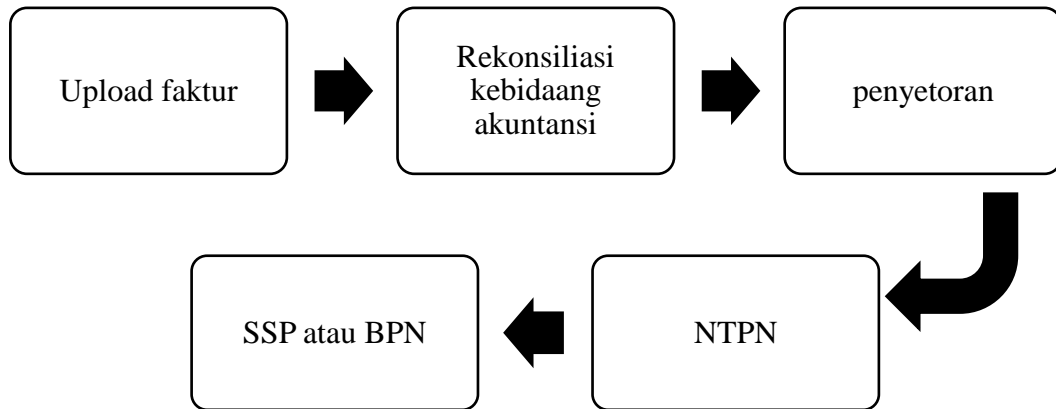 Upload faktur
Rekonsiliasi
kebidaang
akuntansi
penyetoran
NTPN
SSP atau BPN